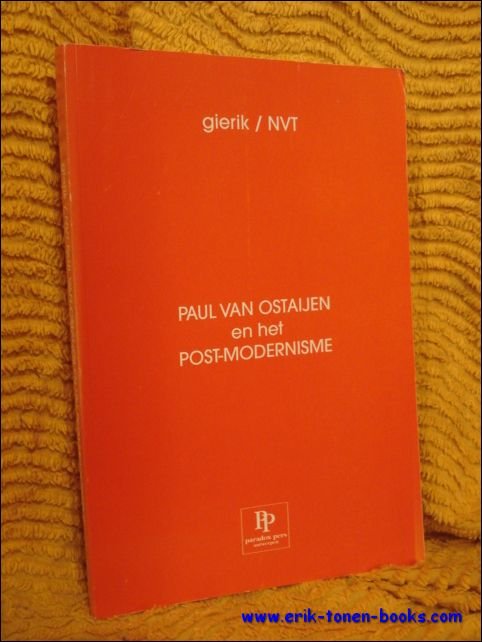 gierik / NVT
PAUL VAN OSTAIJEN
en het
POST-MODERNISME
PP
paradox pers
antwerpen
www.erik-tonen-books.com